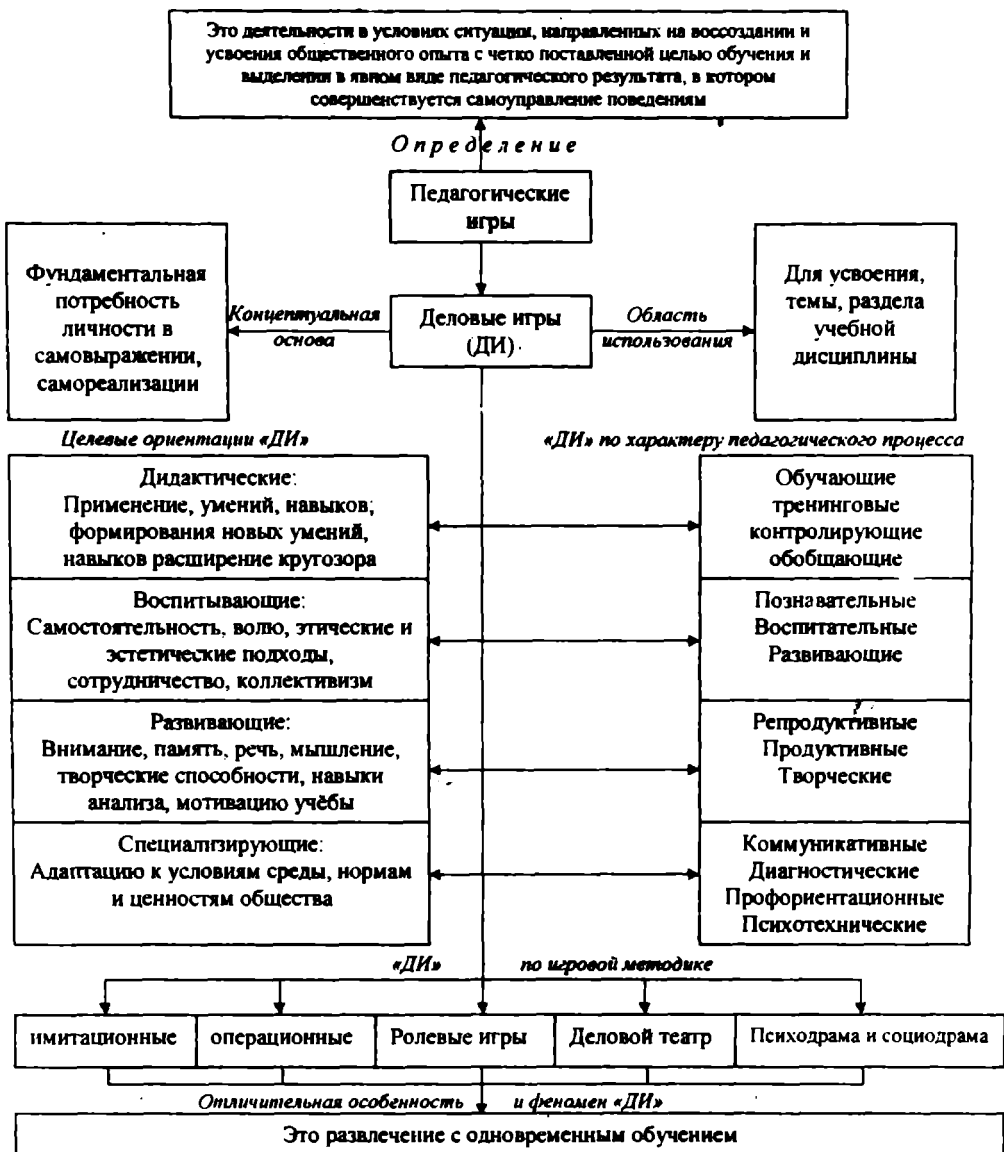 Это деятельности в условиях ситуации, направленных на воссоздании и
усвоения общественного опыта с четко поставленной целью обучения и
выделении в явном виде педагогического результата, в котором
совершенствуется самоуправление поведениям
Определение
Педагогические
игры
Фундаментальная
потребность
личности в
самовыражении,
самореализации
Концептуальная
основа
Деловые игры
(ДИ)
Область
использования
Для усвоения,
темы, раздела
учебной
дисциплины
Целевые ориентации «ДИ»
«ДИ» по характеру педагогического процесса
Дидактические:
Применение, умений, навыков;
формирования новых умений,
навыков расширение кругозора
Обучающие
тренинговые
контролирующие
обобщающие
Воспитывающие:
Самостоятельность, волю, этические и
эстетические подходы,
сотрудничество, коллективизм
Познавательные
Воспитательные
Развивающие
Развивающие:
Внимание, память, речь, мышление,
творческие способности, навыки
анализа, мотивацию учёбы
Репродуктивные
Продуктивные
Творческие
Специализирующие:
Адаптацию к условиям среды, нормам
и ценностям общества
Коммуникативные
Диагностические
Профориентационные
Психотехнические
«ДИ» по игровой методике
имитационные
операционные
Ролевые игры
Деловой театр
Психодрама и социодрама
Отличительная особенность и феномен «ДИ»
Это развлечение с одновременным обучением